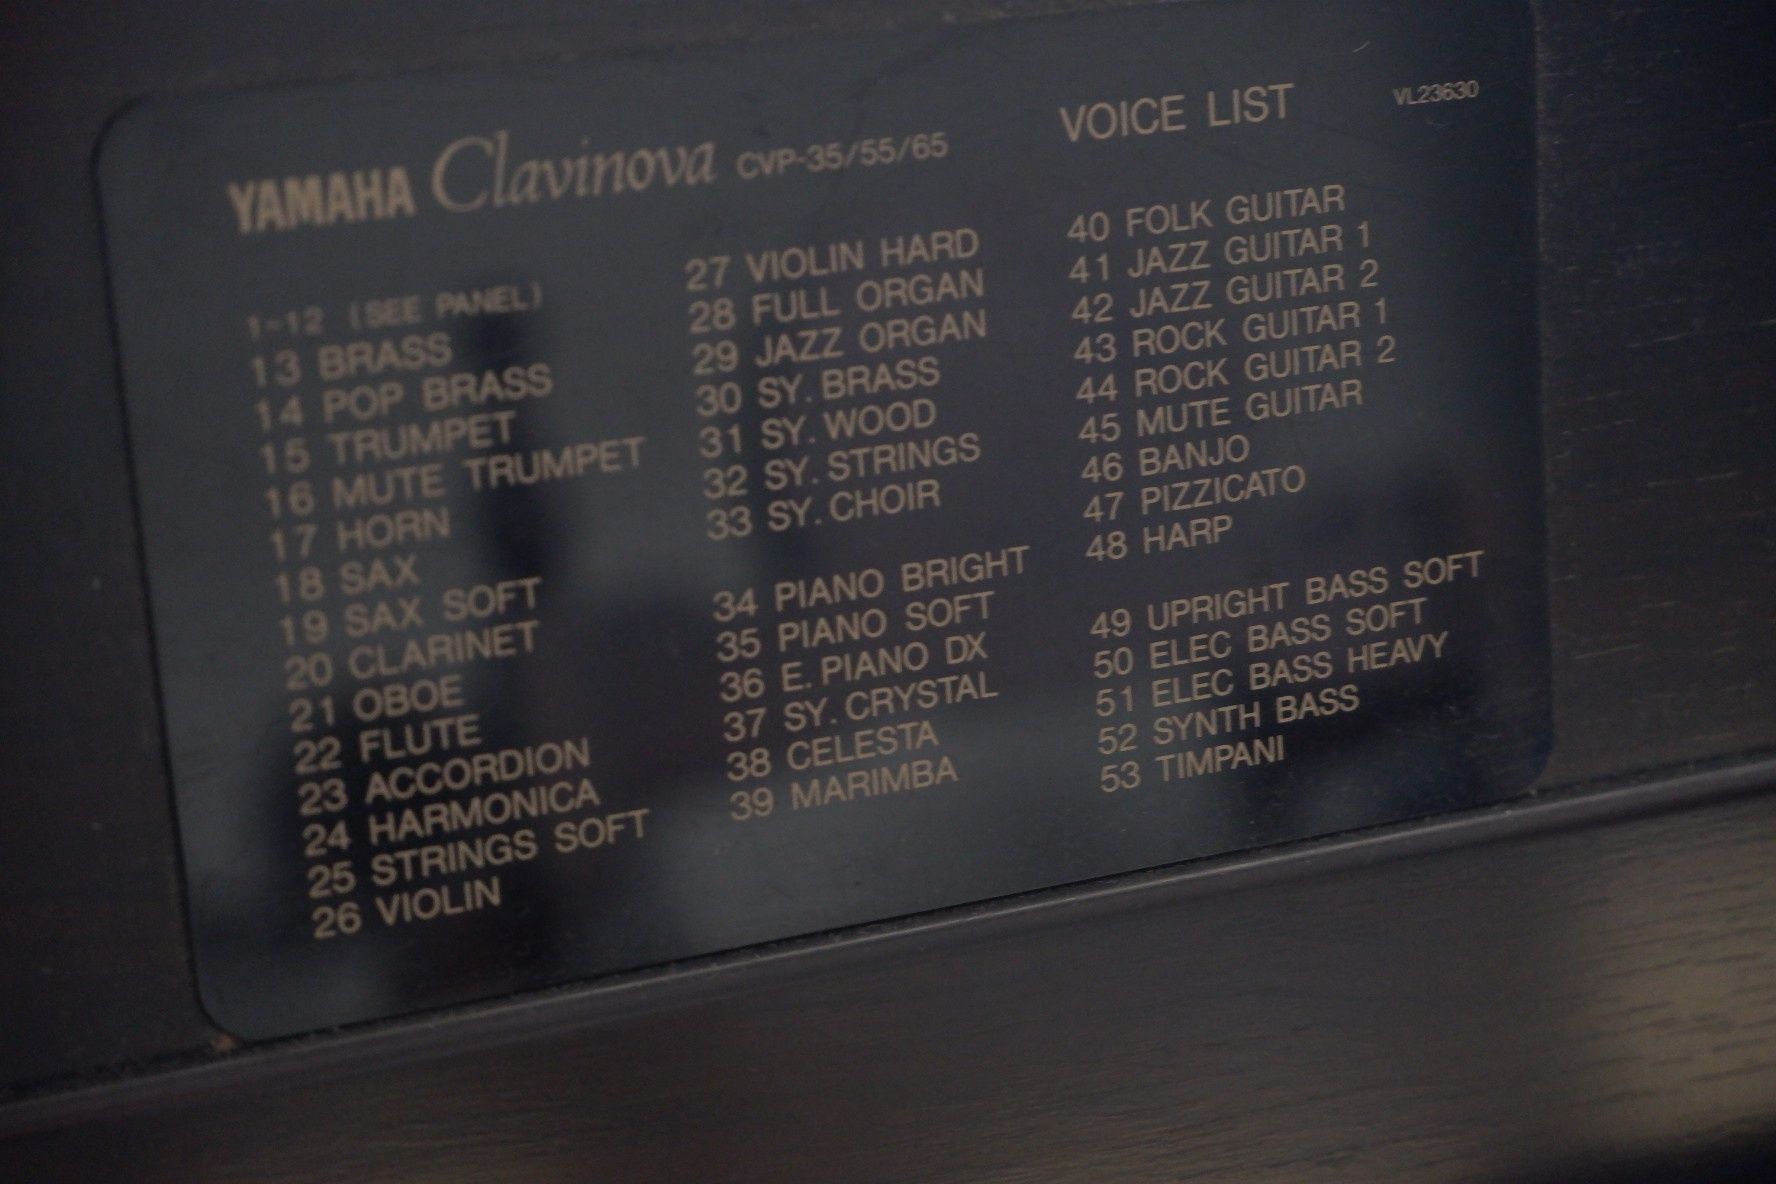 YAMAHA Clavinova CVP-35/55/65 VOICE LIST VL23630
1-12 (SEE PANEL)
13 BRASS
14 POP BRASS
15 TRUMPET
16 MUTE TRUMPET
17 HORN
18 SAX
19 SAX SOFT
20 CLARINET
21 OBOE
22 FLUTE
23 ACCORDION
24 HARMONICA
25 STRINGS SOFT
26 VIOLIN
27 VIOLIN HARD
28 FULL ORGAN
29 JAZZ ORGAN
30 SY. BRASS
31 SY. WOOD
32 SY. STRINGS
33 SY. CHOIR
34 PIANO BRIGHT
35 PIANO SOFT
36 E. PIANO DX
37 SY. CRYSTAL
38 CELESTA
39 MARIMBA
40 FOLK GUITAR
41 JAZZ GUITAR 1
42 JAZZ GUITAR 2
43 ROCK GUITAR 1
44 ROCK GUITAR 2
45 MUTE GUITAR
46 BANJO
47 PIZZICATO
48 HARP
49 UPRIGHT BASS SOFT
50 ELEC BASS SOFT
51 ELEC BASS HEAVY
52 SYNTH BASS
53 TIMPANI